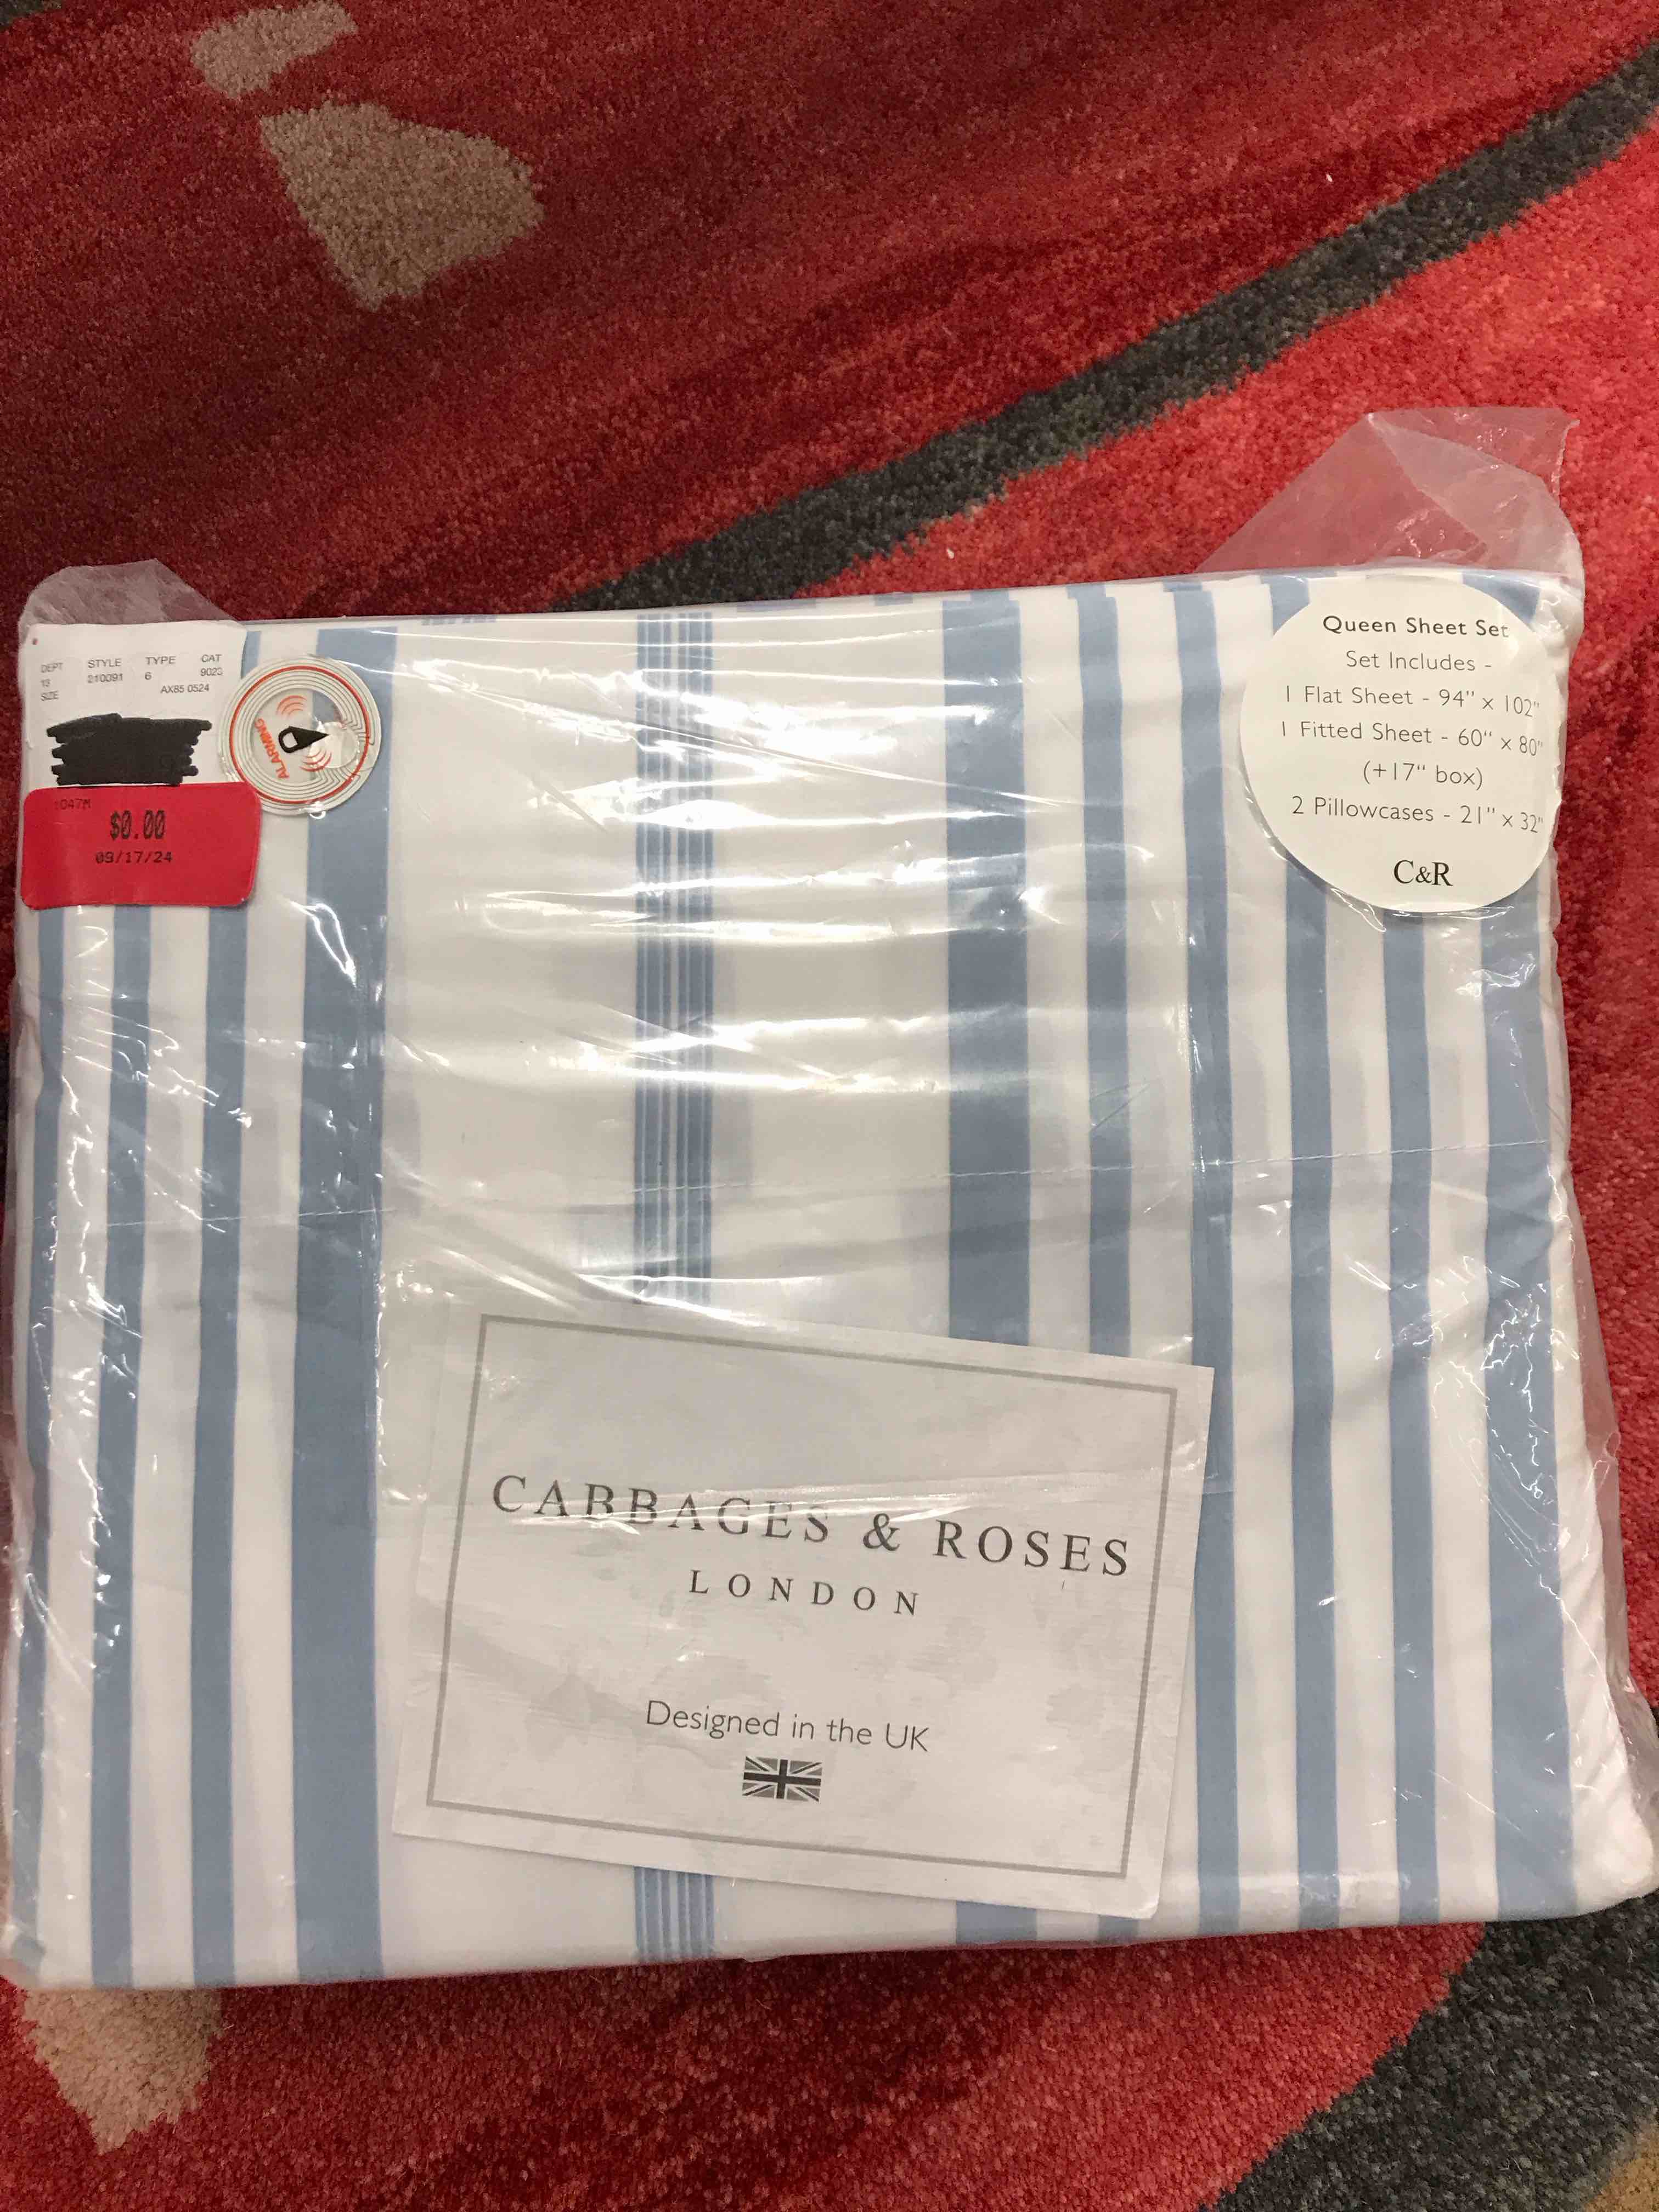 DEPT STYLE TYPE CAT
13 210091 6 9023
SIZE AX85 0524
ALARMING
1047M
$0.00
09/17/24
Queen Sheet Set
Set Includes -
1 Flat Sheet - 94" x 102"
1 Fitted Sheet - 60" x 80"
(+17" box)
2 Pillowcases - 21" x 32"
C&R
CABBAGES & ROSES
LONDON
Designed in the UK